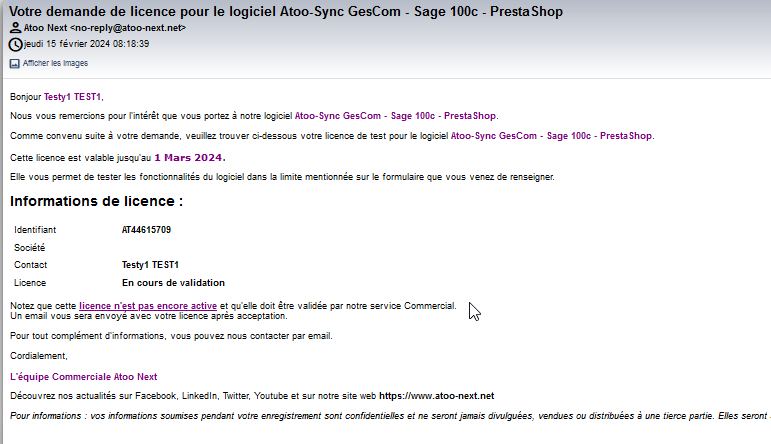 Votre demande de licence pour le logiciel Atoo-Sync GesCom - Sage 100c - PrestaShop
Atoo Next <no-reply@atoo-next.net>
jeudi 15 février 2024 08:18:39
Afficher les images
Bonjour Testy1 TEST1,
Nous vous remercions pour l'intérêt que vous portez à notre logiciel Atoo-Sync GesCom - Sage 100c - PrestaShop.
Comme convenu suite à votre demande, veuillez trouver ci-dessous votre licence de test pour le logiciel Atoo-Sync GesCom - Sage 100c - PrestaShop.
Cette licence est valable jusqu'au 1 Mars 2024.
Elle vous permet de tester les fonctionnalités du logiciel dans la limite mentionnée sur le formulaire que vous venez de renseigner.
Informations de licence :
Identifiant AT44615709
Société
Contact Testy1 TEST1
Licence En cours de validation
Notez que cette licence n'est pas encore active et qu'elle doit être validée par notre service Commercial.
Un email vous sera envoyé avec votre licence après acceptation.
Pour tout complément d'informations, vous pouvez nous contacter par email.
Cordialement,
L'équipe Commerciale Atoo Next
Découvrez nos actualités sur Facebook, LinkedIn, Twitter, Youtube et sur notre site web https://www.atoo-next.net
Pour informations : vos informations soumises pendant votre enregistrement sont confidentielles et ne seront jamais divulguées, vendues ou distribuées à une tierce partie. Elles seront